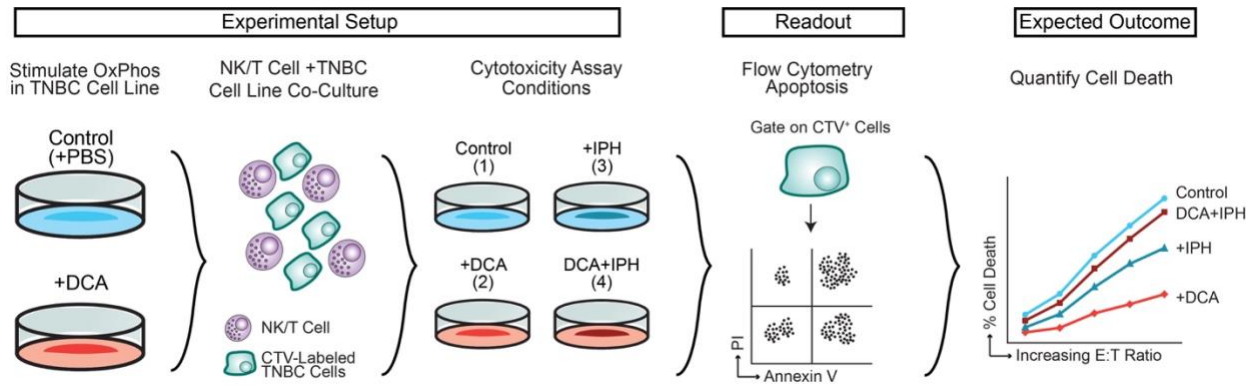 Experimental Setup
Readout
Expected Outcome
Stimulate OxPhos
in TNBC Cell Line
NK/T Cell +TNBC
Cell Line Co-Culture
Cytotoxicity Assay
Conditions
Flow Cytometry
Apoptosis
Quantify Cell Death
Control
(+PBS)
+DCA
NK/T Cell
CTV-Labeled
TNBC Cells
Control
(1)
+IPH
(3)
+DCA
(2)
DCA+IPH
(4)
Gate on CTV⁺ Cells
PI
Annexin V
% Cell Death
Increasing E:T Ratio
Control
DCA+IPH
+IPH
+DCA